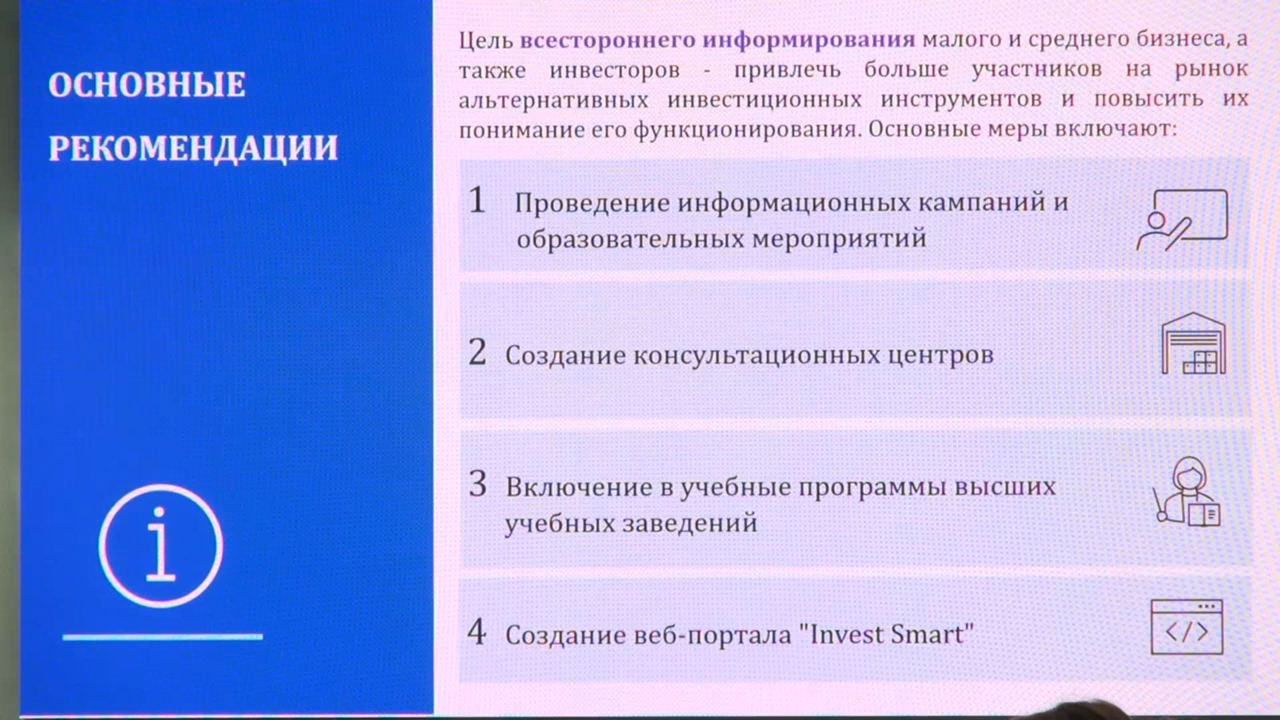 ОСНОВНЫЕ
РЕКОМЕНДАЦИИ
Цель всестороннего информирования малого и среднего бизнеса, а
также инвесторов - привлечь больше участников на рынок
альтернативных инвестиционных инструментов и повысить их
понимание его функционирования. Основные меры включают:
1 Проведение информационных кампаний и
образовательных мероприятий
2 Создание консультационных центров
3 Включение в учебные программы высших
учебных заведений
4 Создание веб-портала "Invest Smart"